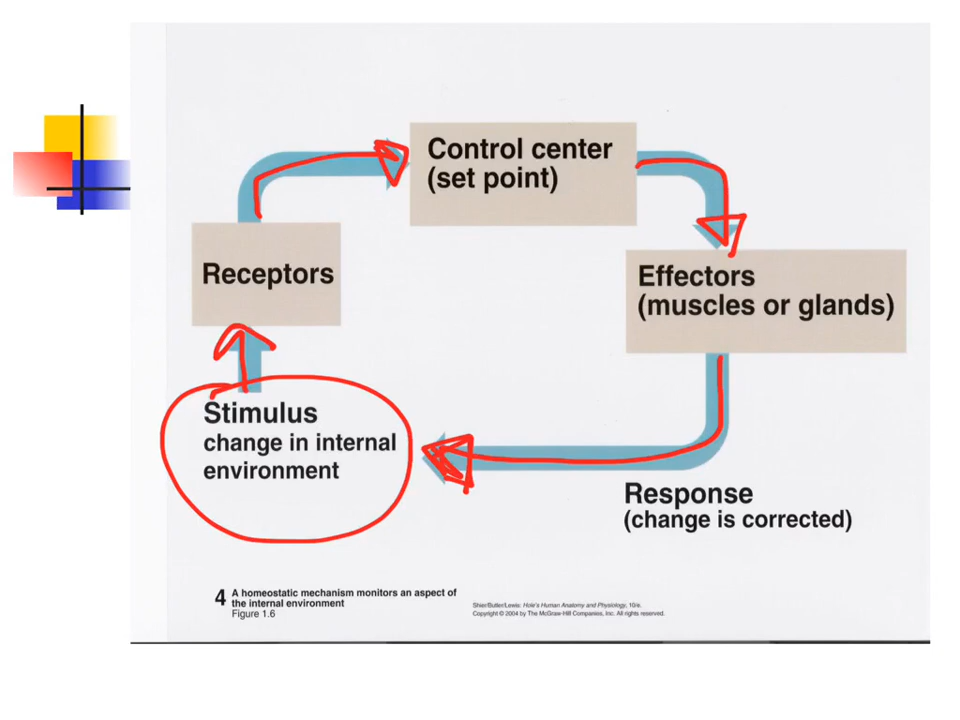 Control center
(set point)
Receptors
Effectors
(muscles or glands)
Stimulus
change in internal
environment
Response
(change is corrected)
4 A homeostatic mechanism monitors an aspect of
the internal environment
Figure 1.6
Shier/Butler/Lewis: Hole's Human Anatomy and Physiology, 10/e.
Copyright © 2004 by The McGraw-Hill Companies, Inc. All rights reserved.